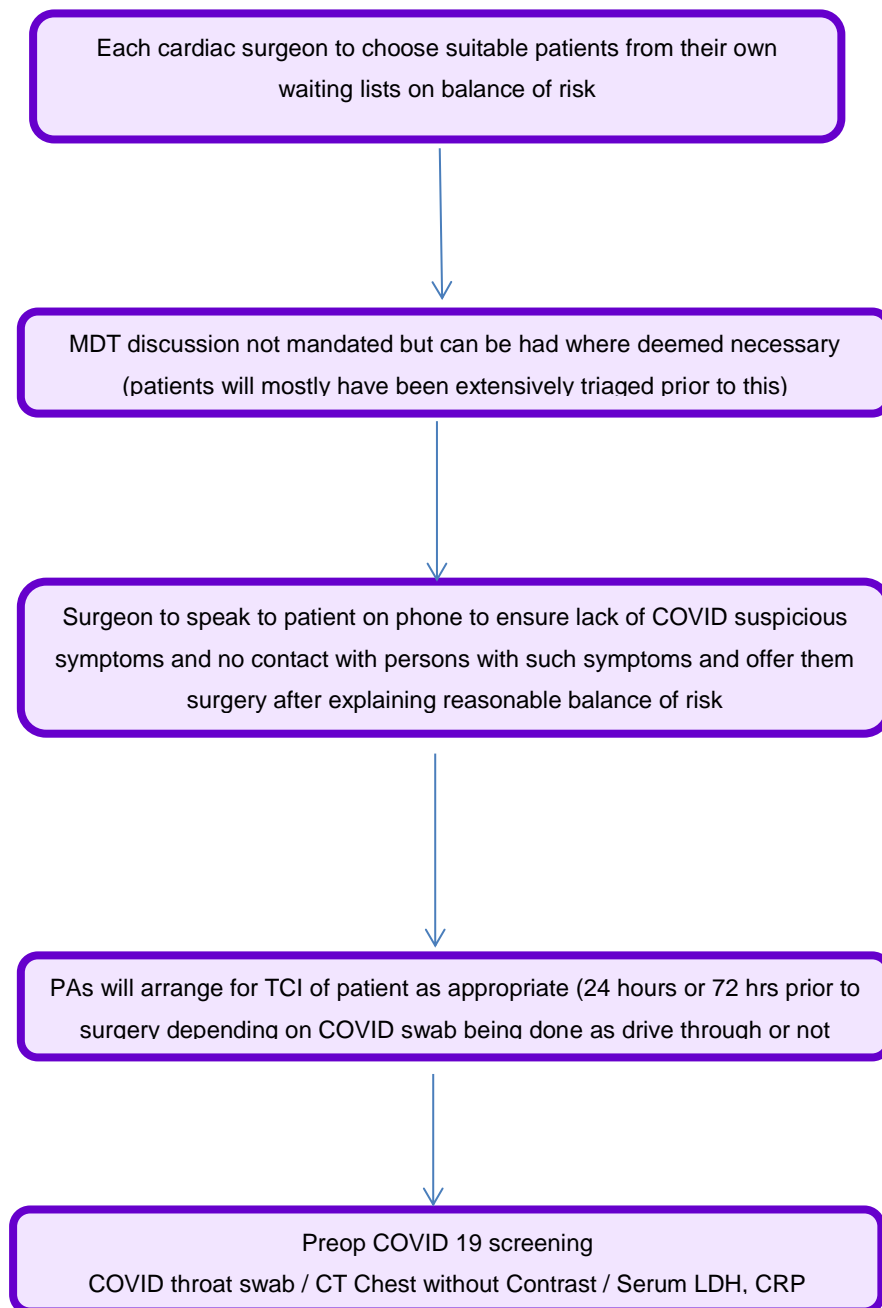 Each cardiac surgeon to choose suitable patients from their own
waiting lists on balance of risk
MDT discussion not mandated but can be had where deemed necessary
(patients will mostly have been extensively triaged prior to this)
Surgeon to speak to patient on phone to ensure lack of COVID suspicious
symptoms and no contact with persons with such symptoms and offer them
surgery after explaining reasonable balance of risk
PAs will arrange for TCI of patient as appropriate (24 hours or 72 hrs prior to
surgery depending on COVID swab being done as drive through or not
Preop COVID 19 screening
COVID throat swab / CT Chest without Contrast / Serum LDH, CRP